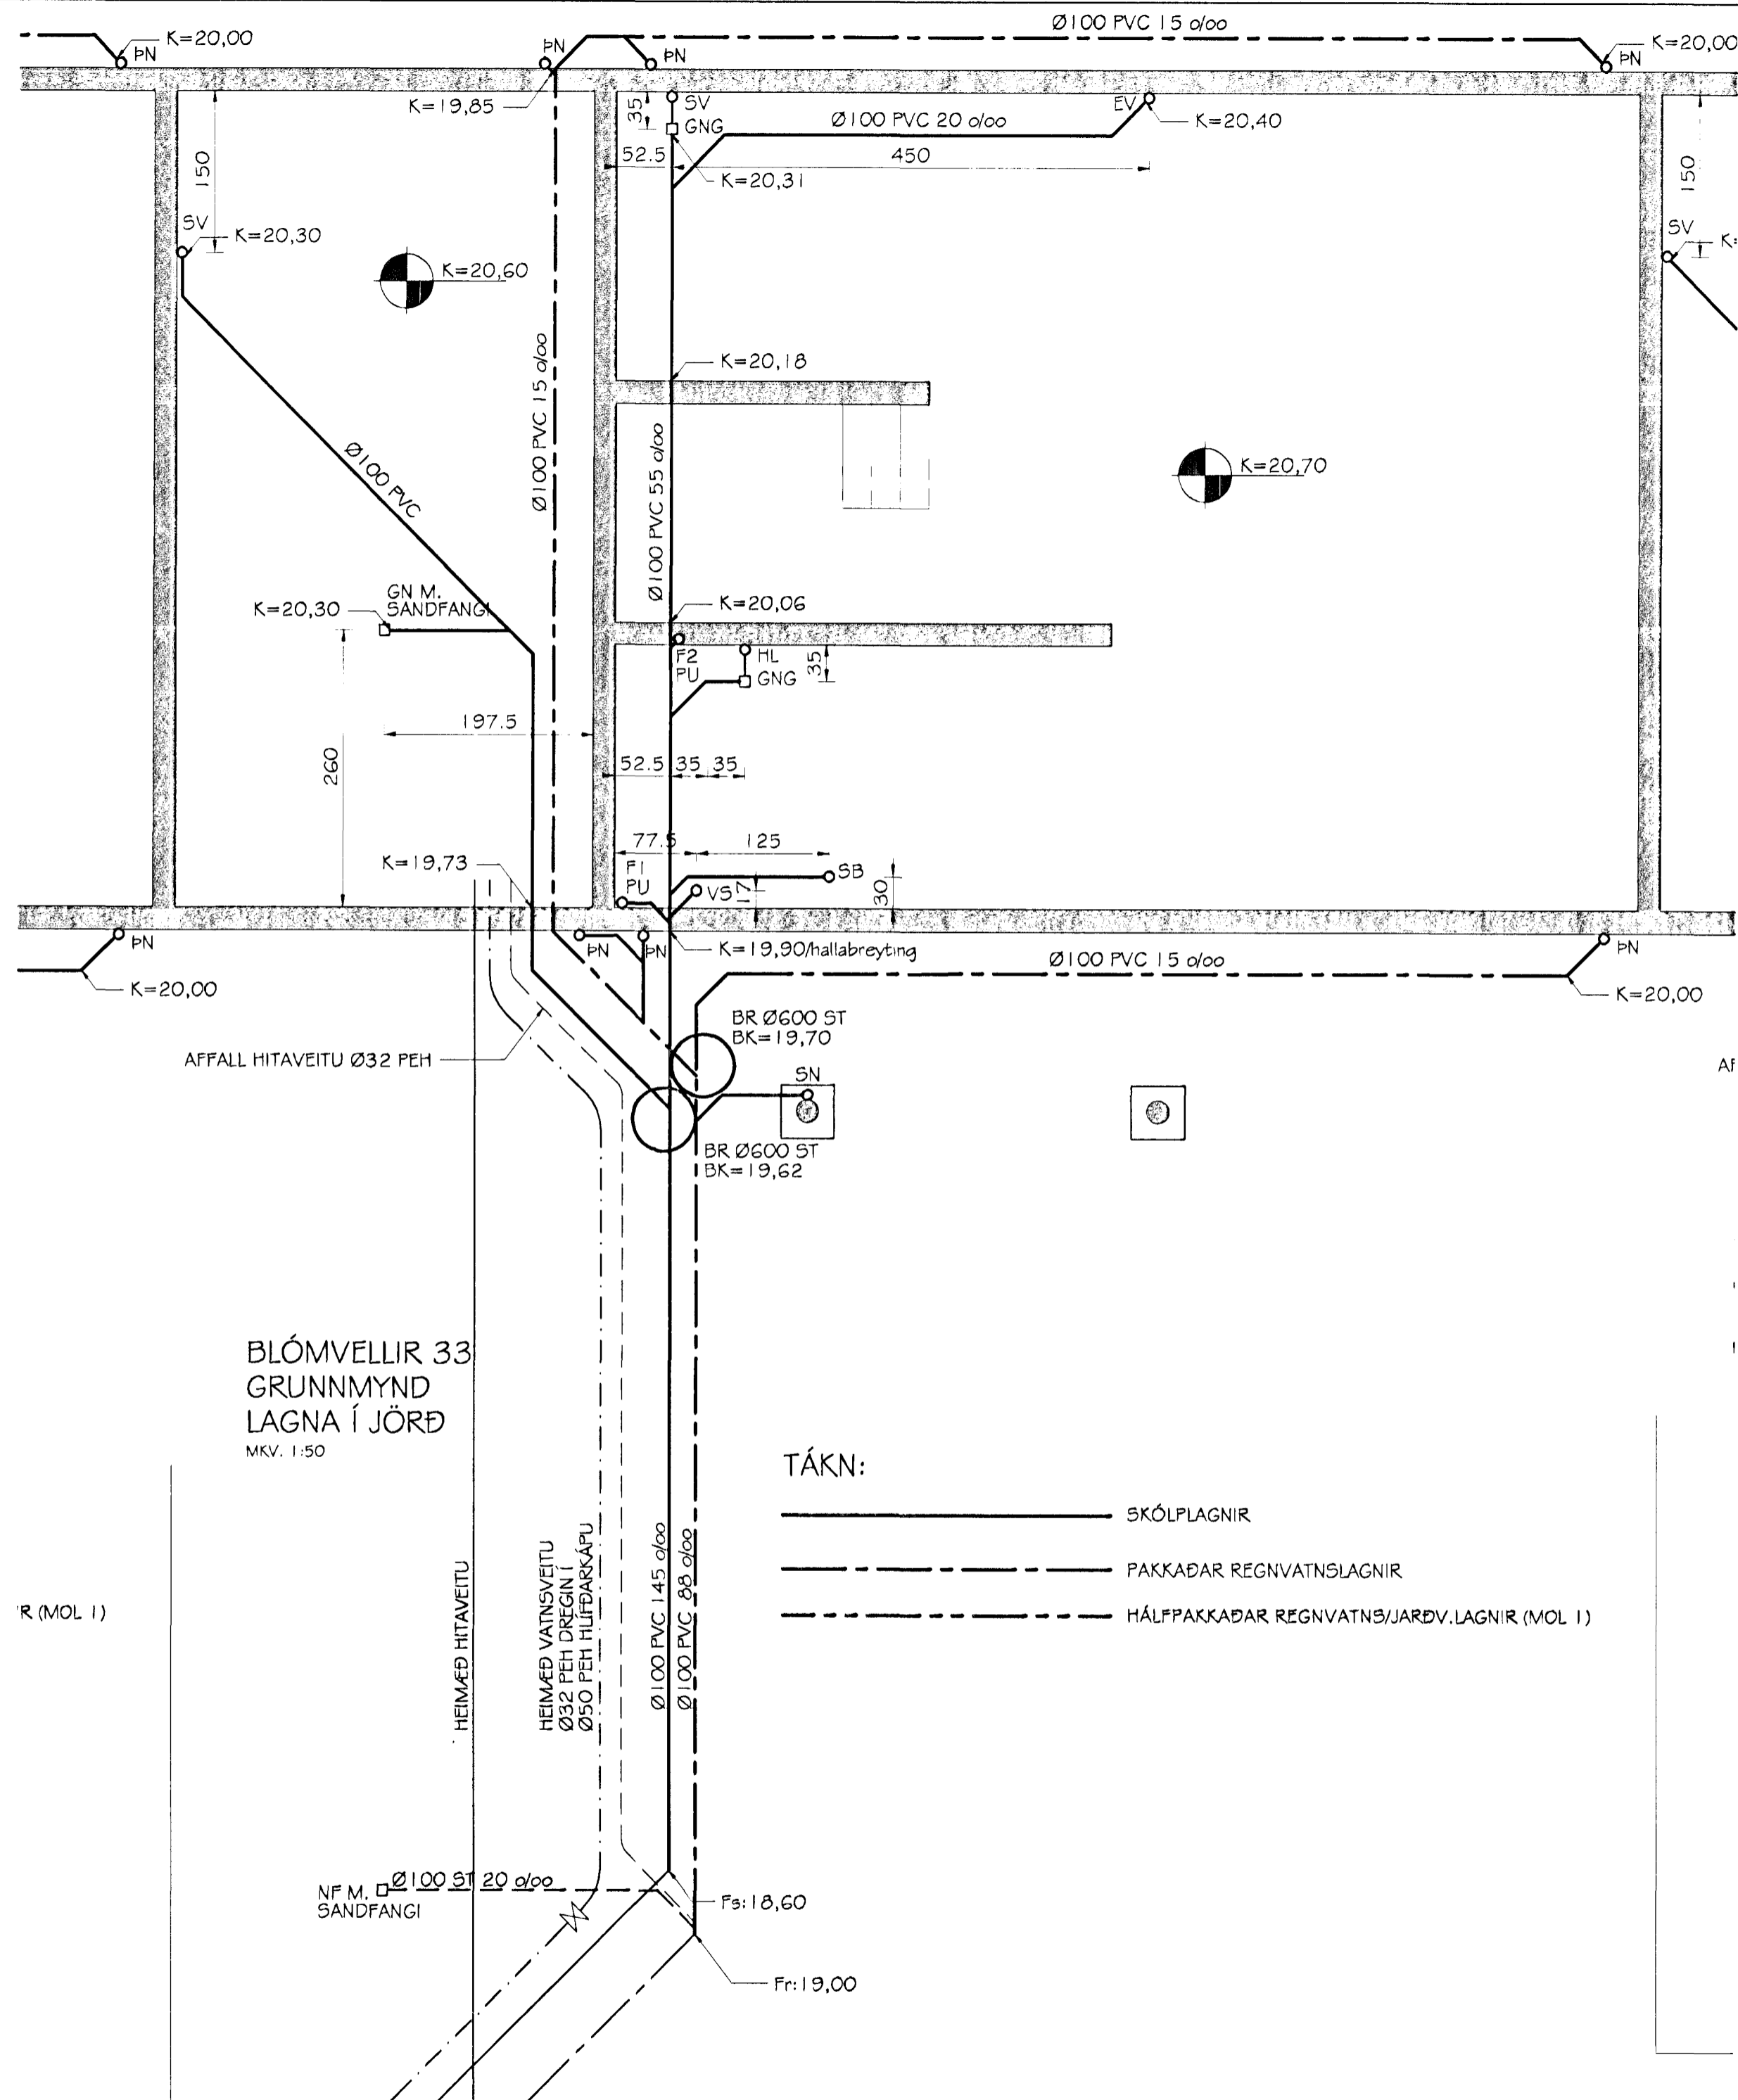 Ø100 PVC 15 o/oo
K=20,00
ÞN
ÞN
ÞN
K=20,00
ÞN
K=19,85
35
SV
GNG
Ø100 PVC 20 o/oo
EV
K=20,40
52.5
450
K=20,31
150
150
SV
K=20,30
SV
K=
K=20,60
Ø100 PVC 15 o/oo
K=20,18
Ø100 PVC
Ø100 PVC 55 o/oo
K=20,70
GN M.
SANDFANGI
K=20,30
K=20,06
F2
PU
HL
GNG
35
197.5
260
52.5
35
35
77.5
125
K=19,73
F1
PU
VS
17
SB
30
ÞN
ÞN
ÞN
K=19,90/hallabreyting
Ø100 PVC 15 o/oo
ÞN
K=20,00
K=20,00
BR Ø600 ST
BK=19,70
AFFALL HITAVEITU Ø32 PEH
SN
AF
BR Ø600 ST
BK=19,62
BLÓMVELLIR 33
GRUNNMYND
LAGNA Í JÖRÐ
MKV. 1:50
TÁKN:
SKÓLPLAGNIR
PAKKAÐAR REGNVATNSLAGNIR
HÁLFPAKKAÐAR REGNVATNS/JARÐV.LAGNIR (MOL 1)
R (MOL 1)
HEIMÆÐ HITAVEITU
HEIMÆÐ VATNSVEITU
Ø32 PEH DREGIN Í
Ø50 PEH HLÍFÐARKÁPU
Ø100 PVC 145 o/oo
Ø100 PVC 88 o/oo
Ø100 ST 20 o/oo
NF M.
SANDFANGI
Fs:18,60
Fr:19,00